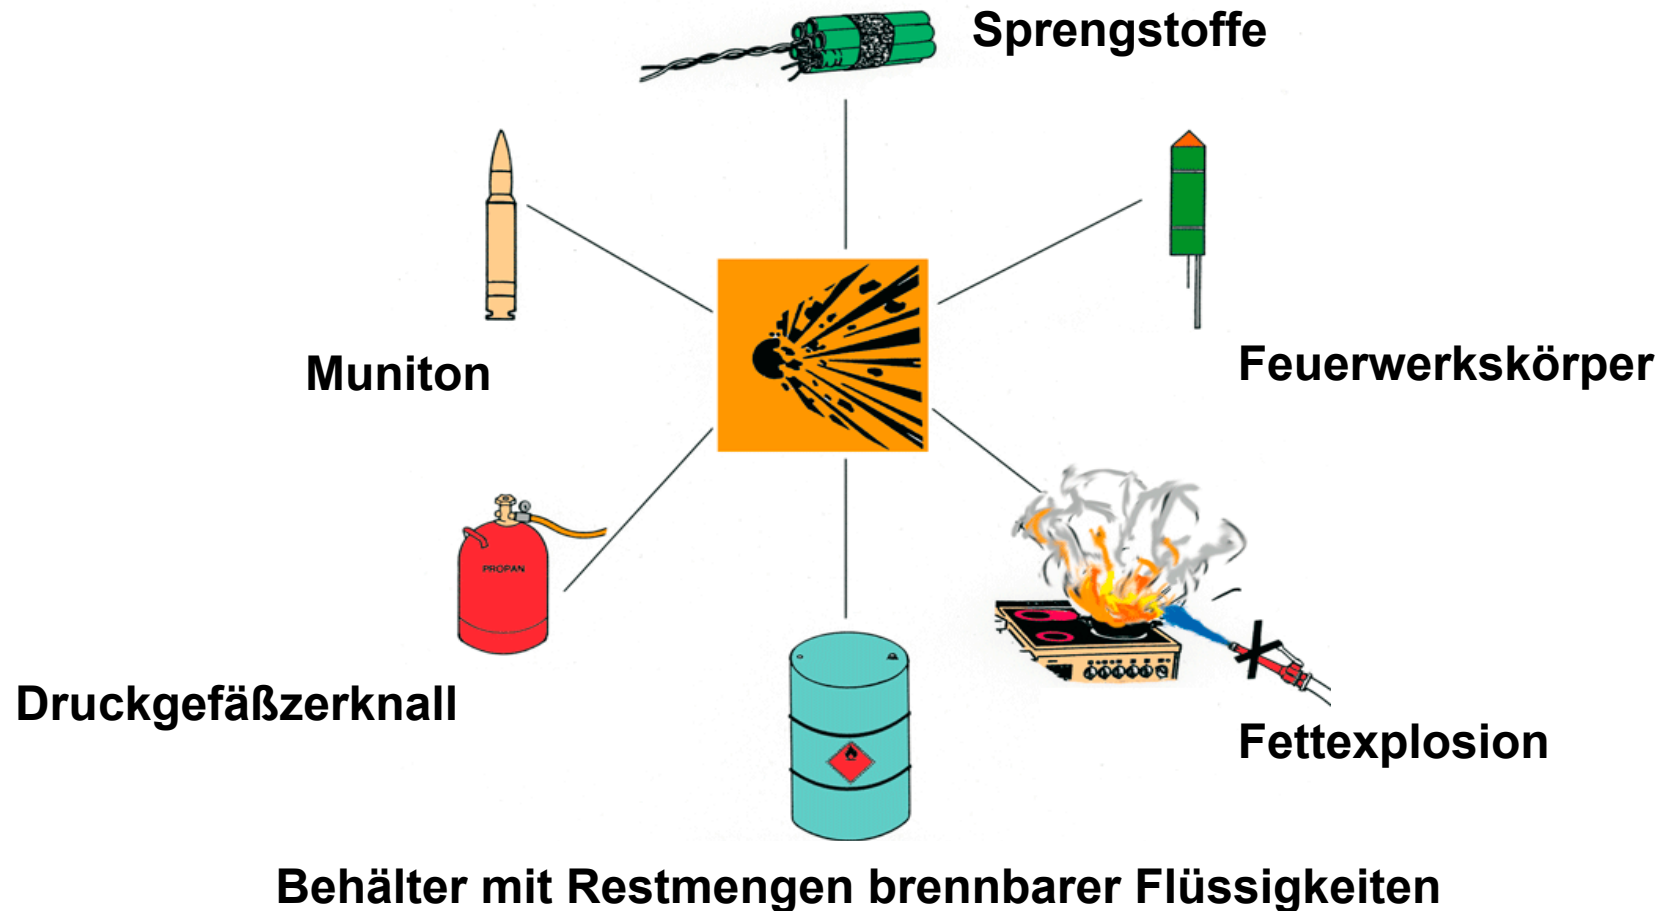 Sprengstoffe
Muniton
Feuerwerkskörper
PROPAN
Druckgefäßzerknall
Fettexplosion
Behälter mit Restmengen brennbarer Flüssigkeiten